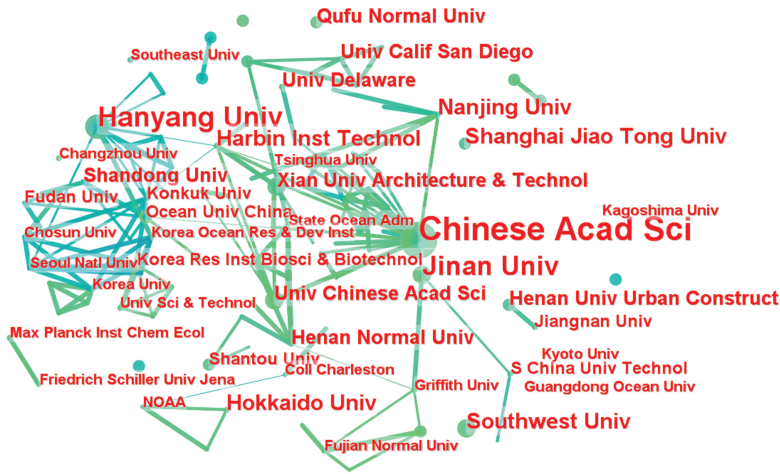 Qufu Normal Univ
Southeast Univ
Univ Calif San Diego
Univ Delaware
Hanyang Univ
Nanjing Univ
Harbin Inst Technol
Shanghai Jiao Tong Univ
Changzhou Univ
Tsinghua Univ
Shandong Univ
Xian Univ Architecture & Technol
Fudan Univ
Konkuk Univ
Ocean Univ China
State Ocean Adm
Kagoshima Univ
Chosun Univ
Korea Ocean Res & Dev Inst
Chinese Acad Sci
Seoul Natl Univ
Korea Res Inst Biosci & Biotechnol
Jinan Univ
Korea Univ
Univ Sci & Technol
Univ Chinese Acad Sci
Henan Univ Urban Construct
Jiangnan Univ
Max Planck Inst Chem Ecol
Henan Normal Univ
Shantou Univ
Kyoto Univ
Coll Charleston
S China Univ Technol
Friedrich Schiller Univ Jena
Griffith Univ
Guangdong Ocean Univ
NOAA
Hokkaido Univ
Southwest Univ
Fujian Normal Univ